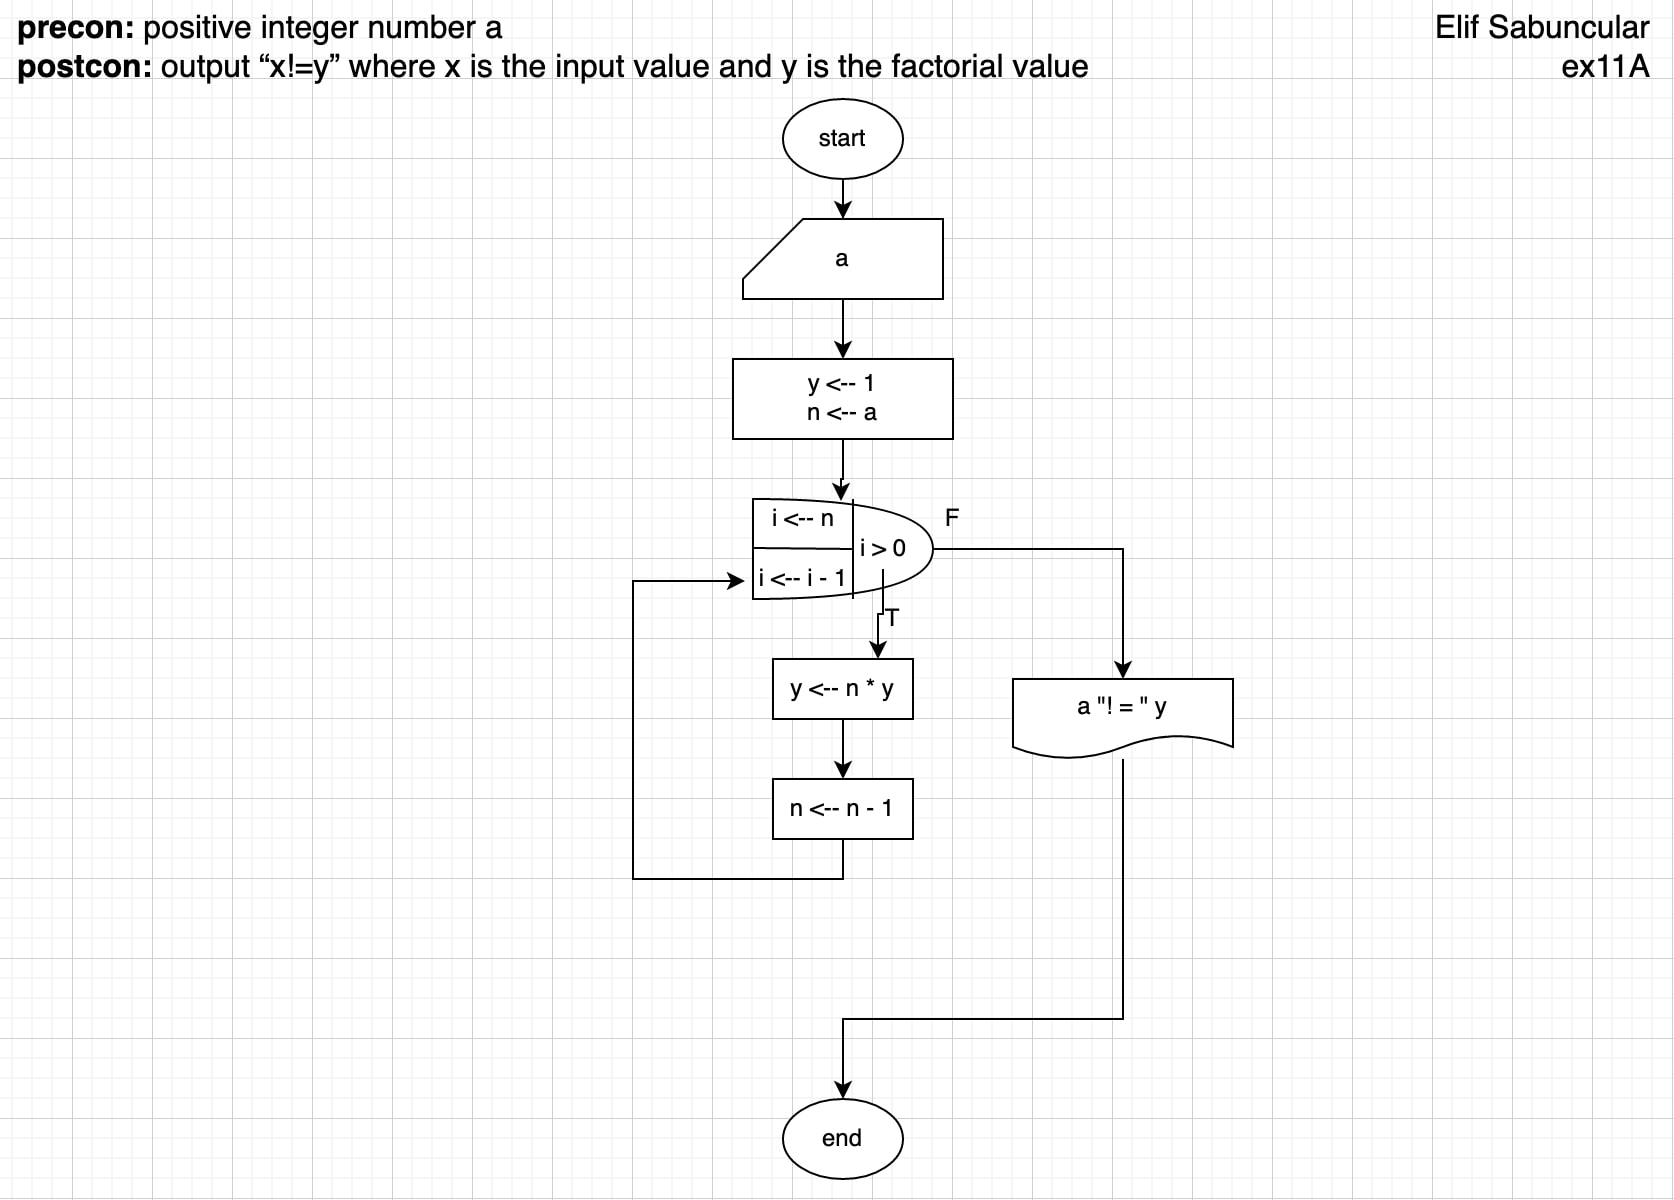 precon: positive integer number a
postcon: output “x!=y” where x is the input value and y is the factorial value
Elif Sabuncular
ex11A
start
a
y <-- 1
n <-- a
i <-- n
i > 0
i <-- i - 1
F
T
y <-- n * y
n <-- n - 1
a "! = " y
end